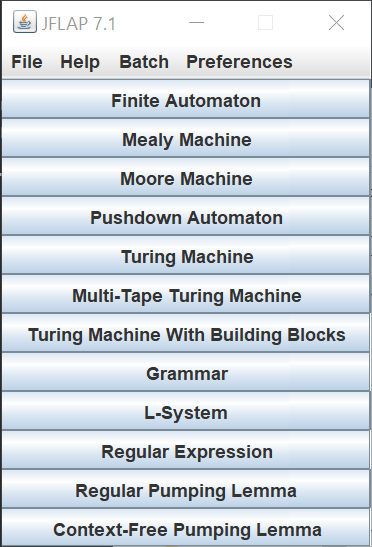 JFLAP 7.1
File Help Batch Preferences
Finite Automaton
Mealy Machine
Moore Machine
Pushdown Automaton
Turing Machine
Multi-Tape Turing Machine
Turing Machine With Building Blocks
Grammar
L-System
Regular Expression
Regular Pumping Lemma
Context-Free Pumping Lemma